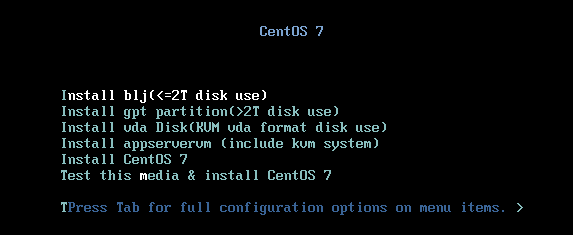 CentOS 7
Install blj(<=2T disk use)
Install gpt partition(>2T disk use)
Install vda Disk(KVM vda format disk use)
Install appservervm (include kvm system)
Install CentOS 7
Test this media & install CentOS 7
TPress Tab for full configuration options on menu items. >